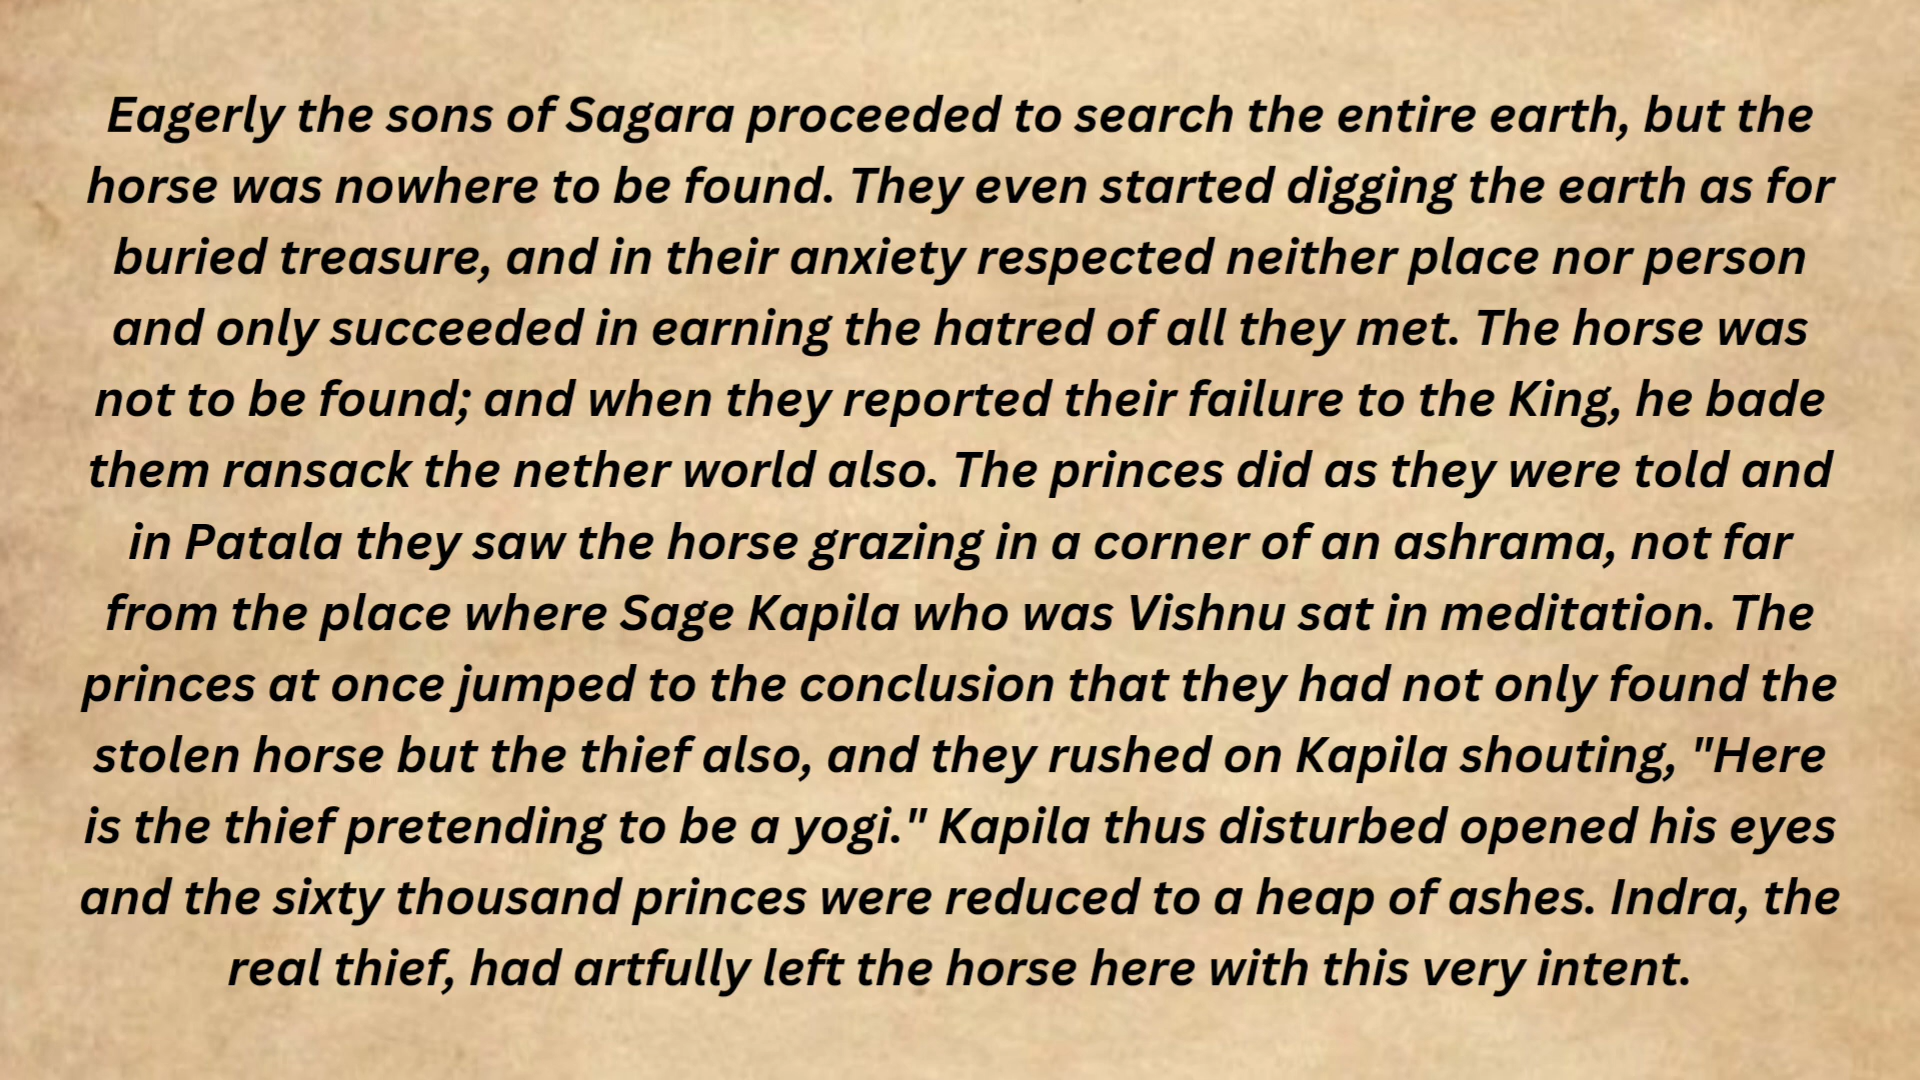 Eagerly the sons of Sagara proceeded to search the entire earth, but the
horse was nowhere to be found. They even started digging the earth as for
buried treasure, and in their anxiety respected neither place nor person
and only succeeded in earning the hatred of all they met. The horse was
not to be found; and when they reported their failure to the King, he bade
them ransack the nether world also. The princes did as they were told and
in Patala they saw the horse grazing in a corner of an ashrama, not far
from the place where Sage Kapila who was Vishnu sat in meditation. The
princes at once jumped to the conclusion that they had not only found the
stolen horse but the thief also, and they rushed on Kapila shouting, "Here
is the thief pretending to be a yogi." Kapila thus disturbed opened his eyes
and the sixty thousand princes were reduced to a heap of ashes. Indra, the
real thief, had artfully left the horse here with this very intent.